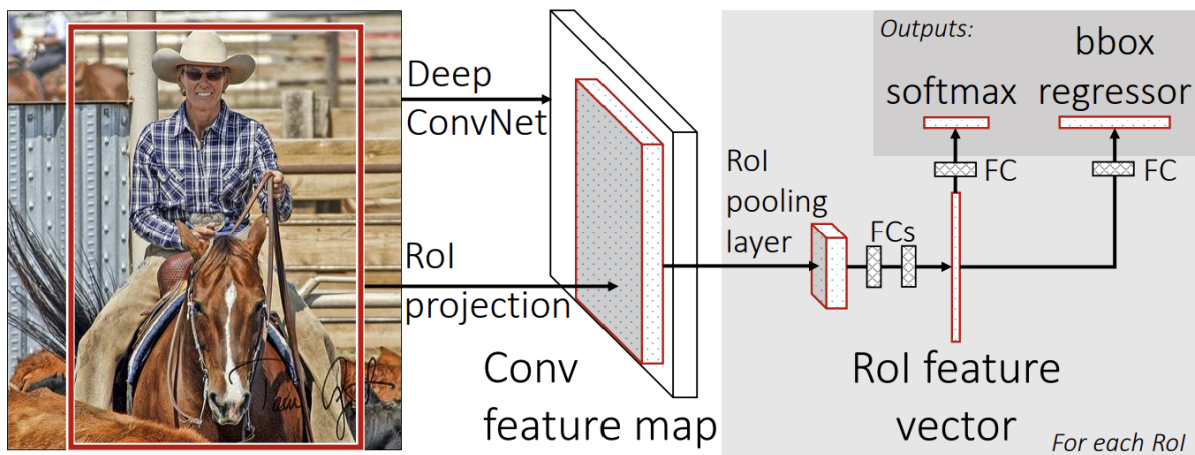 Deep
ConvNet
RoI
projection
Conv
feature map
RoI
pooling
layer
FCs
RoI feature
vector
For each RoI
Outputs:
softmax
bbox
regressor
FC
FC